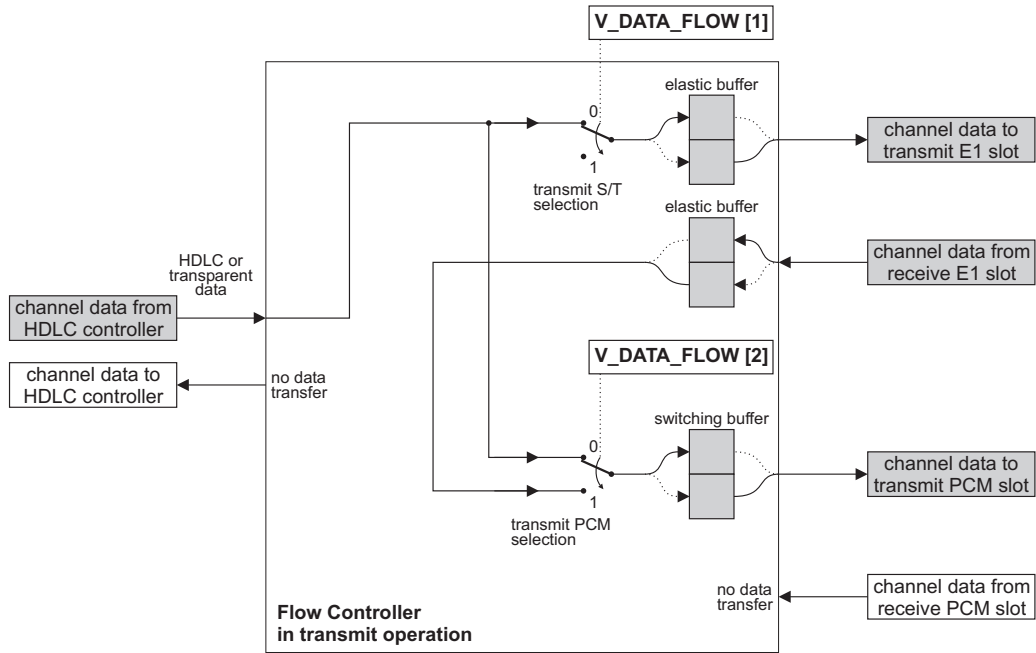 V_DATA_FLOW [1]
elastic buffer
0
1
transmit S/T
selection
channel data to
transmit E1 slot
elastic buffer
channel data from
receive E1 slot
HDLC or
transparent
data
channel data from
HDLC controller
channel data to
HDLC controller
no data
transfer
V_DATA_FLOW [2]
switching buffer
0
1
transmit PCM
selection
channel data to
transmit PCM slot
no data
transfer
channel data from
receive PCM slot
Flow Controller
in transmit operation